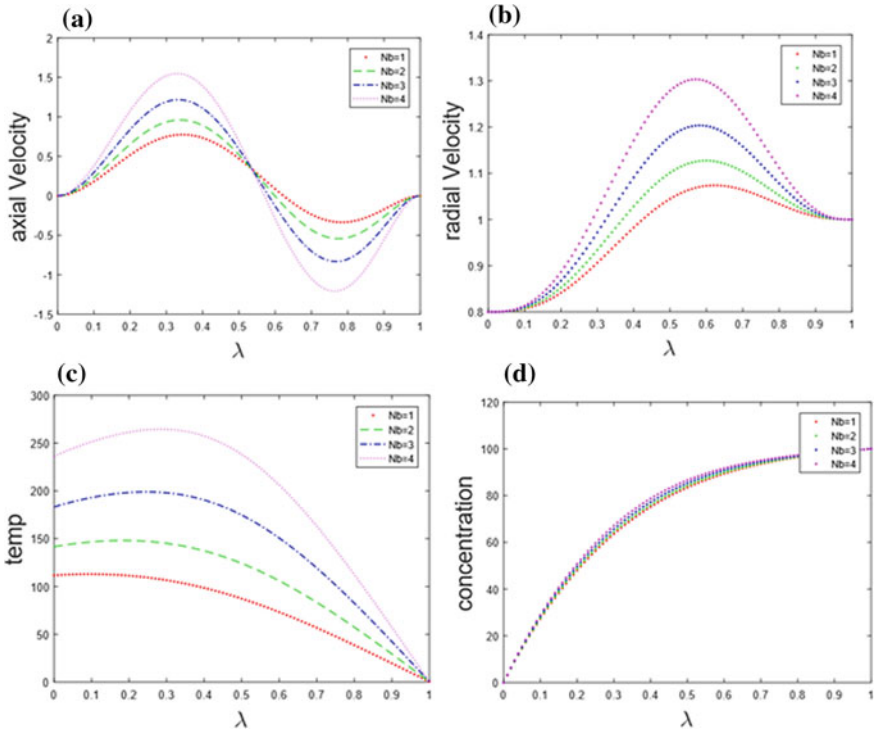 (a)
axial Velocity
2
1.5
1
0.5
0
-0.5
-1
-1.5
0 0.1 0.2 0.3 0.4 0.5 0.6 0.7 0.8 0.9 1
λ
Nb=1
Nb=2
Nb=3
Nb=4
(b)
radial Velocity
1.4
1.3
1.2
1.1
1
0.9
0.8
0 0.1 0.2 0.3 0.4 0.5 0.6 0.7 0.8 0.9 1
λ
Nb=1
Nb=2
Nb=3
Nb=4
(c)
temp
300
250
200
150
100
50
0
0 0.1 0.2 0.3 0.4 0.5 0.6 0.7 0.8 0.9 1
λ
Nb=1
Nb=2
Nb=3
Nb=4
(d)
concentration
120
100
80
60
40
20
0
0 0.1 0.2 0.3 0.4 0.5 0.6 0.7 0.8 0.9 1
λ
Nb=1
Nb=2
Nb=3
Nb=4